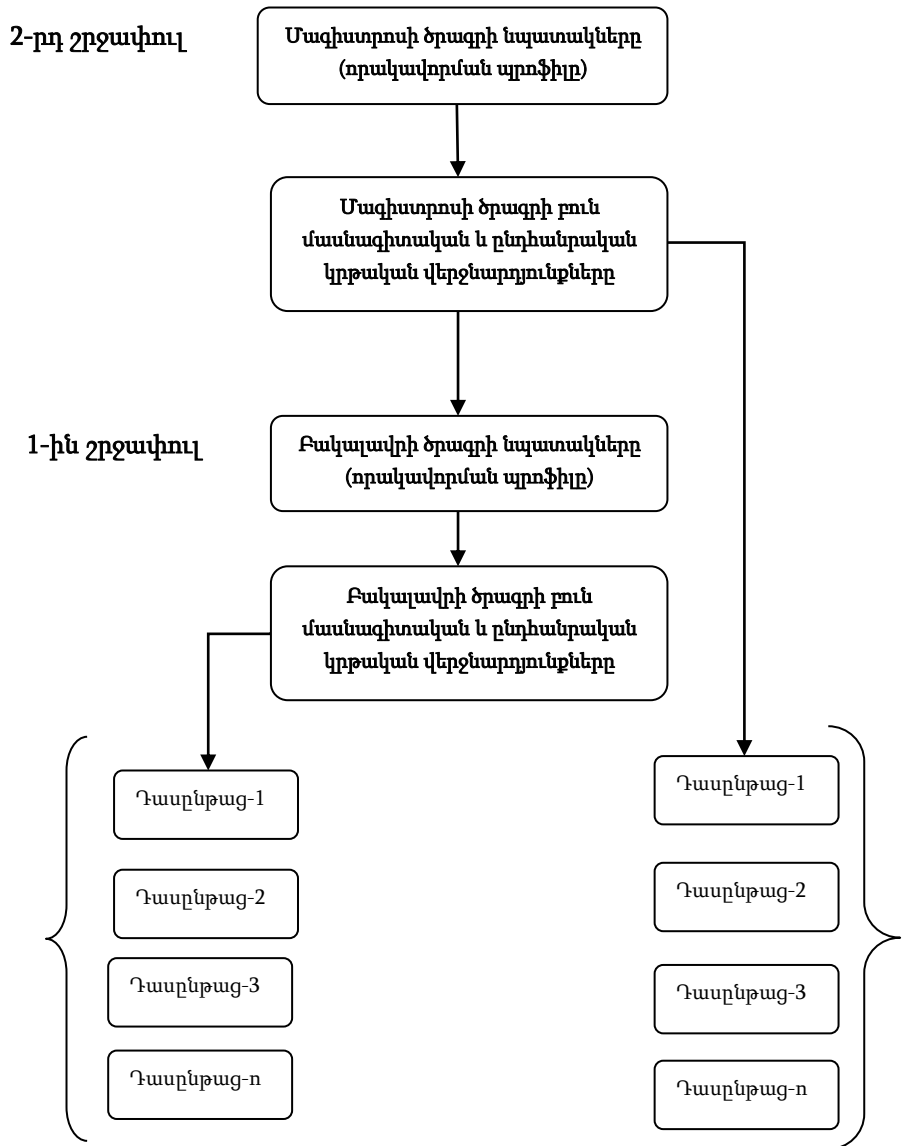 2-րդ շրջափուլ
Մագիստրոսի ծրագրի նպատակները
(որակավորման պրոֆիլը)
Մագիստրոսի ծրագրի բուն
մասնագիտական և ընդհանրական
կրթական վերջնարդյունքները
1-ին շրջափուլ
Բակալավրի ծրագրի նպատակները
(որակավորման պրոֆիլը)
Բակալավրի ծրագրի բուն
մասնագիտական և ընդհանրական
կրթական վերջնարդյունքները
Դասընթաց-1
Դասընթաց-2
Դասընթաց-3
Դասընթաց-n
Դասընթաց-1
Դասընթաց-2
Դասընթաց-3
Դասընթաց-n